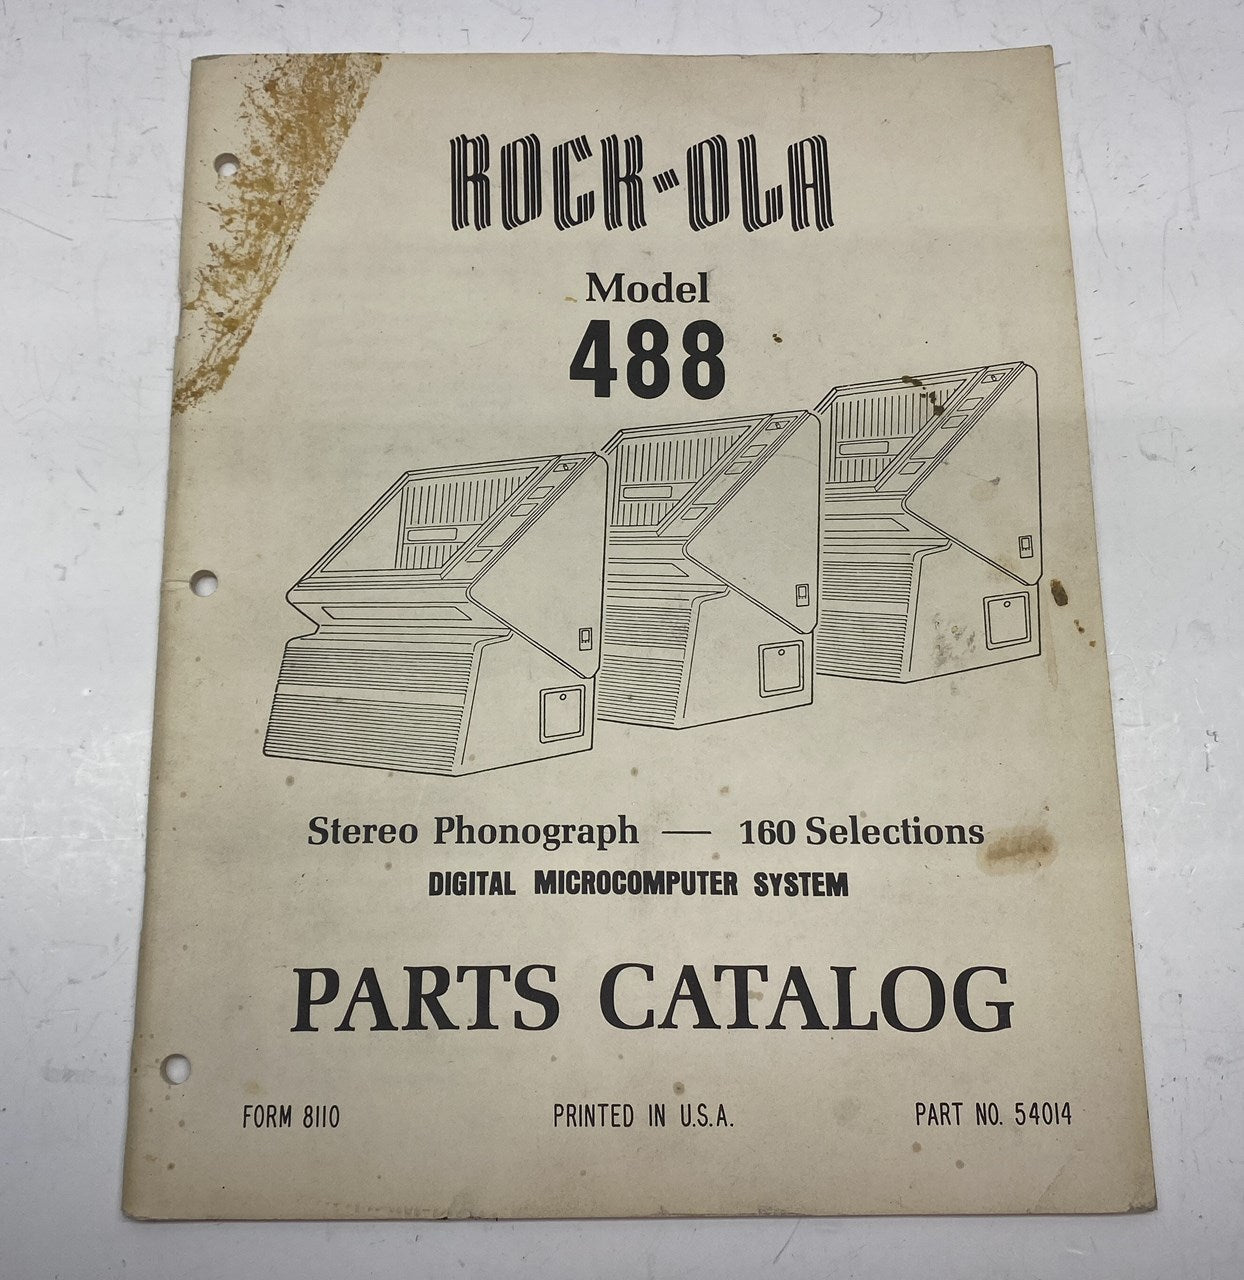 ROCK-OLA
Model
488
Stereo Phonograph — 160 Selections
DIGITAL MICROCOMPUTER SYSTEM
PARTS CATALOG
FORM 8110
PRINTED IN U.S.A.
PART NO. 54014